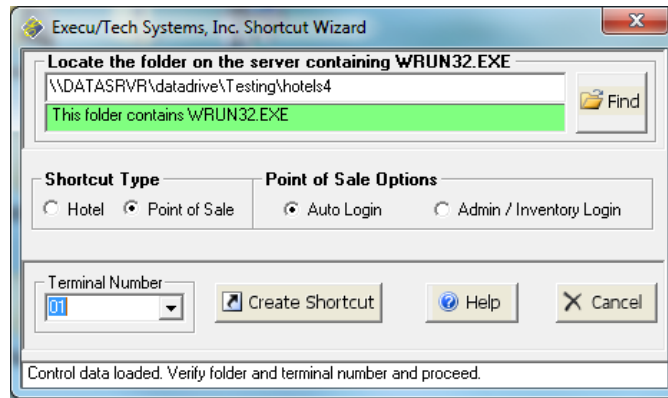 Execu/Tech Systems, Inc. Shortcut Wizard
Locate the folder on the server containing WRUN32.EXE
\\DATASRVR\datadrive\Testing\hotels4
This folder contains WRUN32.EXE
Find
Shortcut Type
Point of Sale Options
Hotel
Point of Sale
Auto Login
Admin / Inventory Login
Terminal Number
01
Create Shortcut
Help
Cancel
Control data loaded. Verify folder and terminal number and proceed.